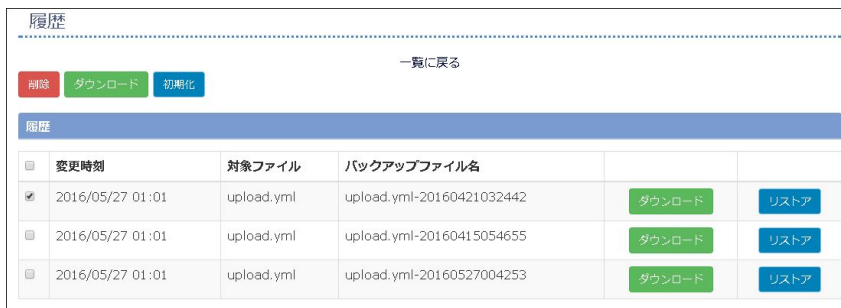 履歴
一覧に戻る
削除 ダウンロード 初期化
履歴
変更時刻 対象ファイル バックアップファイル名
2016/05/27 01:01 upload.yml upload.yml-20160421032442 ダウンロード リストア
2016/05/27 01:01 upload.yml upload.yml-20160415054655 ダウンロード リストア
2016/05/27 01:01 upload.yml upload.yml-20160527004253 ダウンロード リストア